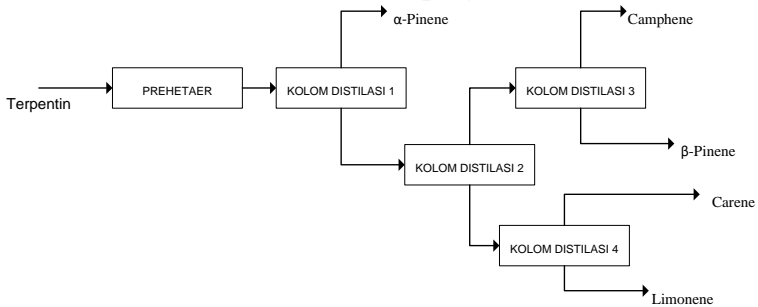 α-Pinene
Camphene
Terpentin
PREHETAER
KOLOM DISTILASI 1
KOLOM DISTILASI 3
KOLOM DISTILASI 2
β-Pinene
Carene
KOLOM DISTILASI 4
Limonene